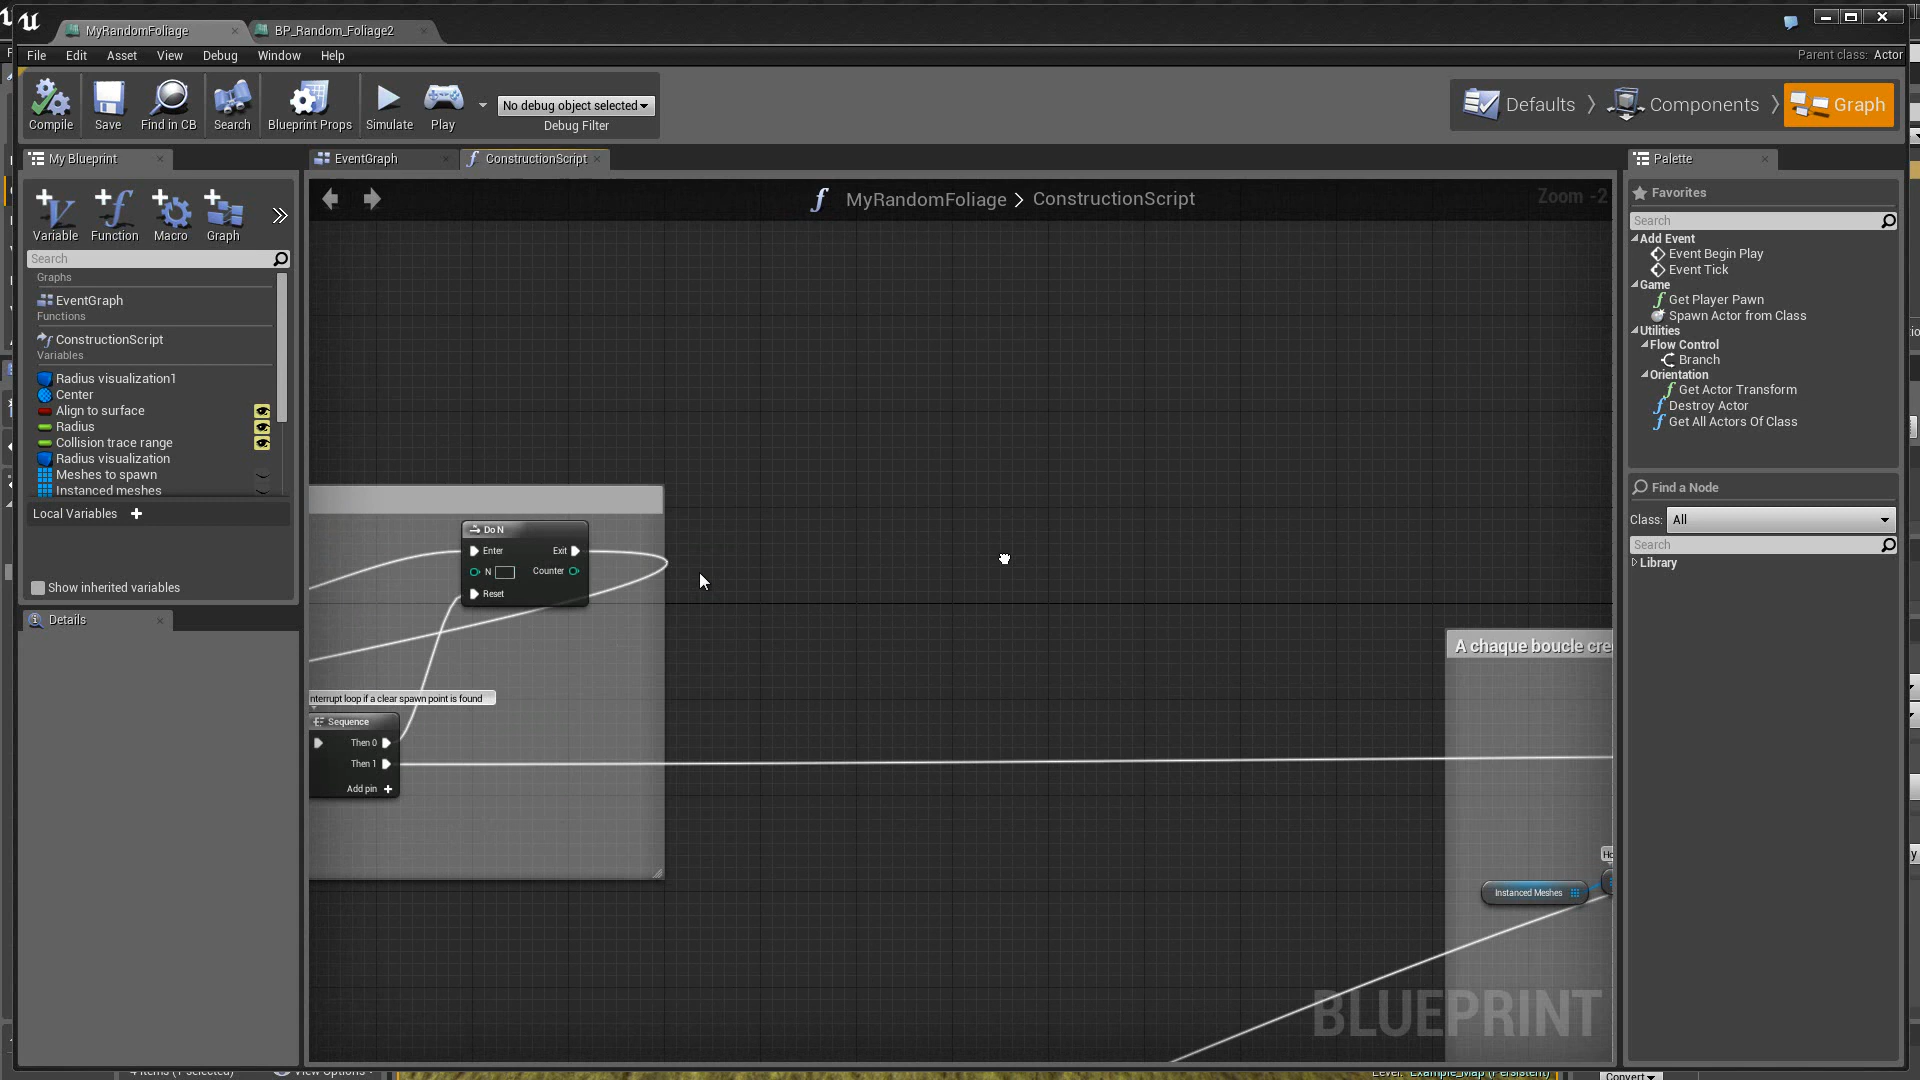 MyRandomFoliage
BP_Random_Foliage2
File Edit Asset View Debug Window Help
Parent class: Actor
Compile Save Find in CB Search Blueprint Props Simulate Play
No debug object selected
Debug Filter
Defaults Components Graph
My Blueprint
EventGraph
ConstructionScript
Palette
MyRandomFoliage > ConstructionScript
Zoom -2
Variable Function Macro Graph
Search
Graphs
EventGraph
Functions
ConstructionScript
Variables
Radius visualization1
Center
Align to surface
Radius
Collision trace range
Radius visualization
Meshes to spawn
Instanced meshes
Local Variables
Show inherited variables
Details
Do N
Enter Exit
N Counter
Reset
nterrupt loop if a clear spawn point is found
Sequence
Then 0
Then 1
Add pin
A chaque boucle cre
Instanced Meshes
BLUEPRINT
Favorites
Search
Add Event
Event Begin Play
Event Tick
Game
Get Player Pawn
Spawn Actor from Class
Utilities
Flow Control
Branch
Orientation
Get Actor Transform
Destroy Actor
Get All Actors Of Class
Find a Node
Class: All
Search
Library
4 items (1 selected)
View Options
Level: Example_Map (Persistent)
Convert